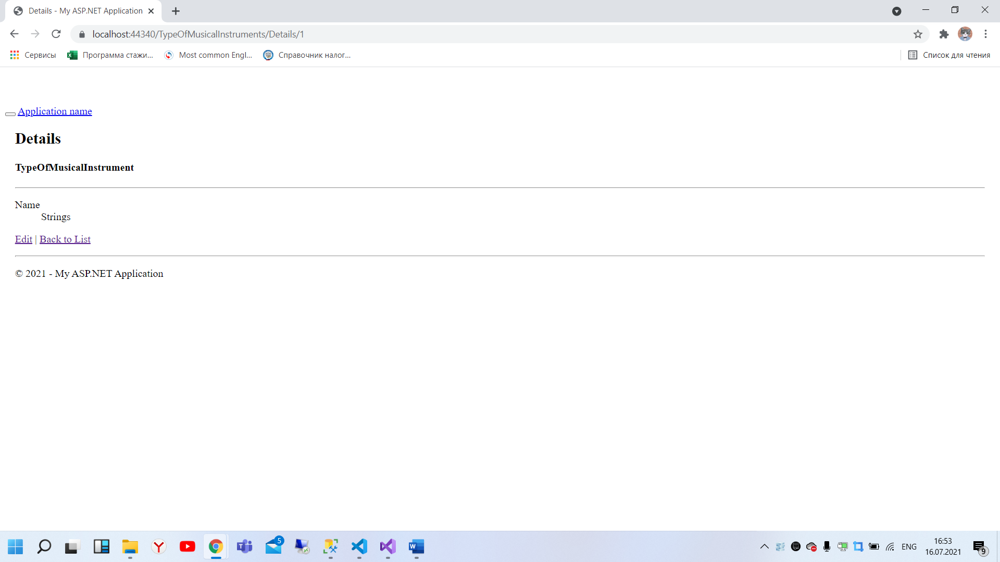 Details - My ASP.NET Application
localhost:44340/TypeOfMusicalInstruments/Details/1
Сервисы Программа стажи... Most common Engl... Справочник налог... Список для чтения
Application name
Details
TypeOfMusicalInstrument
Name
Strings
Edit | Back to List
© 2021 - My ASP.NET Application
5
ENG
16:53
16.07.2021
9